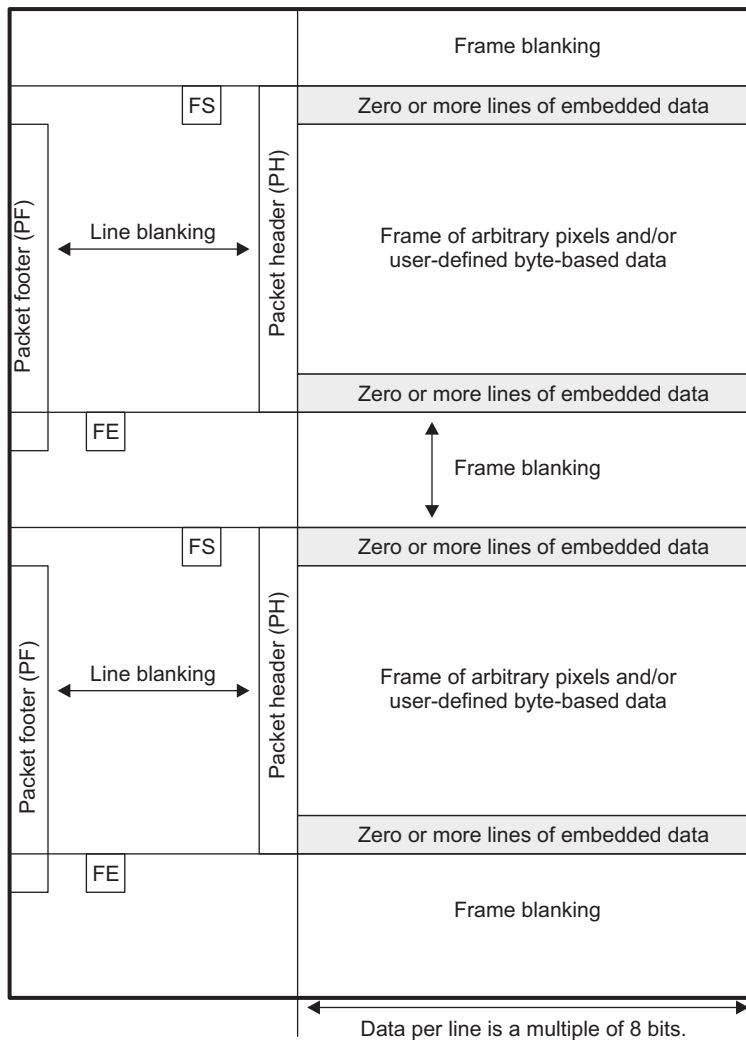 Frame blanking
FS
Zero or more lines of embedded data
Packet footer (PF)
Line blanking
Packet header (PH)
Frame of arbitrary pixels and/or
user-defined byte-based data
Zero or more lines of embedded data
FE
Frame blanking
FS
Zero or more lines of embedded data
Packet footer (PF)
Line blanking
Packet header (PH)
Frame of arbitrary pixels and/or
user-defined byte-based data
Zero or more lines of embedded data
FE
Frame blanking
Data per line is a multiple of 8 bits.